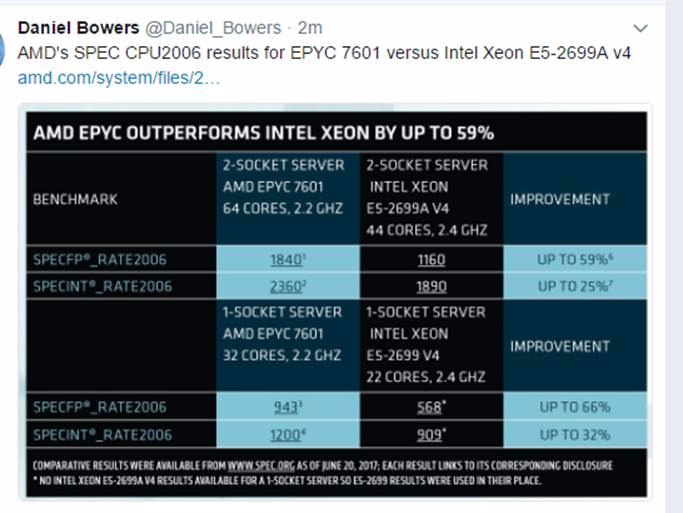 Daniel Bowers @Daniel_Bowers · 2m
AMD's SPEC CPU2006 results for EPYC 7601 versus Intel Xeon E5-2699A v4
amd.com/system/files/2…
AMD EPYC OUTPERFORMS INTEL XEON BY UP TO 59%
BENCHMARK
2-SOCKET SERVER
AMD EPYC 7601
64 CORES, 2.2 GHZ
2-SOCKET SERVER
INTEL XEON
E5-2699A V4
44 CORES, 2.4 GHZ
IMPROVEMENT
SPECFP®_RATE2006 1840¹ 1160 UP TO 59%⁶
SPECINT®_RATE2006 2360² 1890 UP TO 25%⁷
1-SOCKET SERVER
AMD EPYC 7601
32 CORES, 2.2 GHZ
1-SOCKET SERVER
INTEL XEON
E5-2699 V4
22 CORES, 2.4 GHZ
IMPROVEMENT
SPECFP®_RATE2006 943³ 568* UP TO 66%
SPECINT®_RATE2006 1200⁴ 909* UP TO 32%
COMPARATIVE RESULTS WERE AVAILABLE FROM WWW.SPEC.ORG AS OF JUNE 20, 2017; EACH RESULT LINKS TO ITS CORRESPONDING DISCLOSURE
* NO INTEL XEON E5-2699A V4 RESULTS AVAILABLE FOR A 1-SOCKET SERVER SO E5-2699 RESULTS WERE USED IN THEIR PLACE.